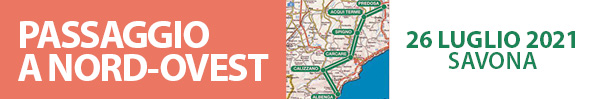 PASSAGGIO
A NORD-OVEST
PREDOSA
ACQUI TERME
SPIGNO
CARCARE
CALIZZANO
ALBENGA
26 LUGLIO 2021
SAVONA